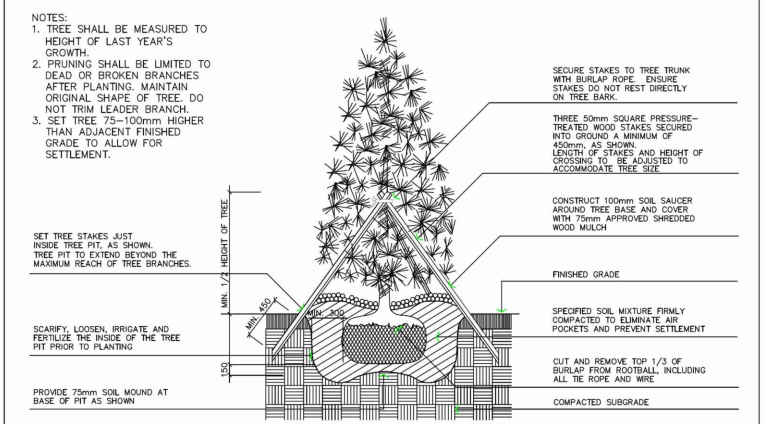 NOTES:
1. TREE SHALL BE MEASURED TO
HEIGHT OF LAST YEAR'S
GROWTH.
2. PRUNING SHALL BE LIMITED TO
DEAD OR BROKEN BRANCHES
AFTER PLANTING. MAINTAIN
ORIGINAL SHAPE OF TREE. DO
NOT TRIM LEADER BRANCH.
3. SET TREE 75-100mm HIGHER
THAN ADJACENT FINISHED
GRADE TO ALLOW FOR
SETTLEMENT.
SET TREE STAKES JUST
INSIDE TREE PIT, AS SHOWN.
TREE PIT TO EXTEND BEYOND THE
MAXIMUM REACH OF TREE BRANCHES.
SCARIFY, LOOSEN, IRRIGATE AND
FERTILIZE THE INSIDE OF THE TREE
PIT PRIOR TO PLANTING
PROVIDE 75mm SOIL MOUND AT
BASE OF PIT AS SHOWN
MIN. 1/2 HEIGHT OF TREE
MIN. 450
MIN. 300
150
SECURE STAKES TO TREE TRUNK
WITH BURLAP ROPE. ENSURE
STAKES DO NOT REST DIRECTLY
ON TREE BARK.
THREE 50mm SQUARE PRESSURE-
TREATED WOOD STAKES SECURED
INTO GROUND A MINIMUM OF
450mm, AS SHOWN.
LENGTH OF STAKES AND HEIGHT OF
CROSSING TO BE ADJUSTED TO
ACCOMMODATE TREE SIZE
CONSTRUCT 100mm SOIL SAUCER
AROUND TREE BASE AND COVER
WITH 75mm APPROVED SHREDDED
WOOD MULCH
FINISHED GRADE
SPECIFIED SOIL MIXTURE FIRMLY
COMPACTED TO ELIMINATE AIR
POCKETS AND PREVENT SETTLEMENT
CUT AND REMOVE TOP 1/3 OF
BURLAP FROM ROOTBALL, INCLUDING
ALL TIE ROPE AND WIRE
COMPACTED SUBGRADE